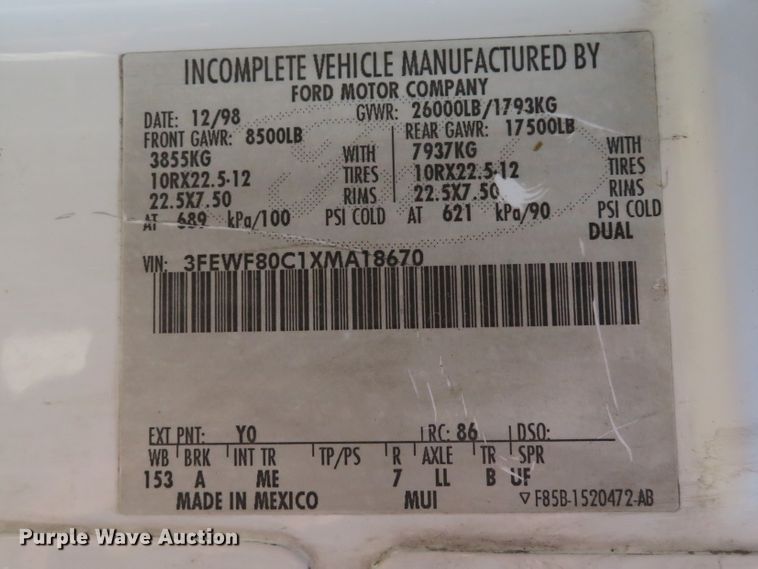 INCOMPLETE VEHICLE MANUFACTURED BY
FORD MOTOR COMPANY
DATE: 12/98 GVWR: 26000LB/1793KG
FRONT GAWR: 8500LB REAR GAWR: 17500LB
3855KG WITH 7937KG WITH
10RX22.5-12 TIRES 10RX22.5-12 TIRES
22.5X7.50 RIMS 22.5X7.50 RIMS
AT 689 kPa/100 PSI COLD AT 621 kPa/90 PSI COLD
DUAL
VIN: 3FEWF80C1XMA18670
EXT PNT: YO RC: 86 DSO:
WB BRK INT TR TP/PS R AXLE TR SPR
153 A ME 7 LL B UF
MADE IN MEXICO MUI ▽ F85B-1520472-AB
Purple Wave Auction